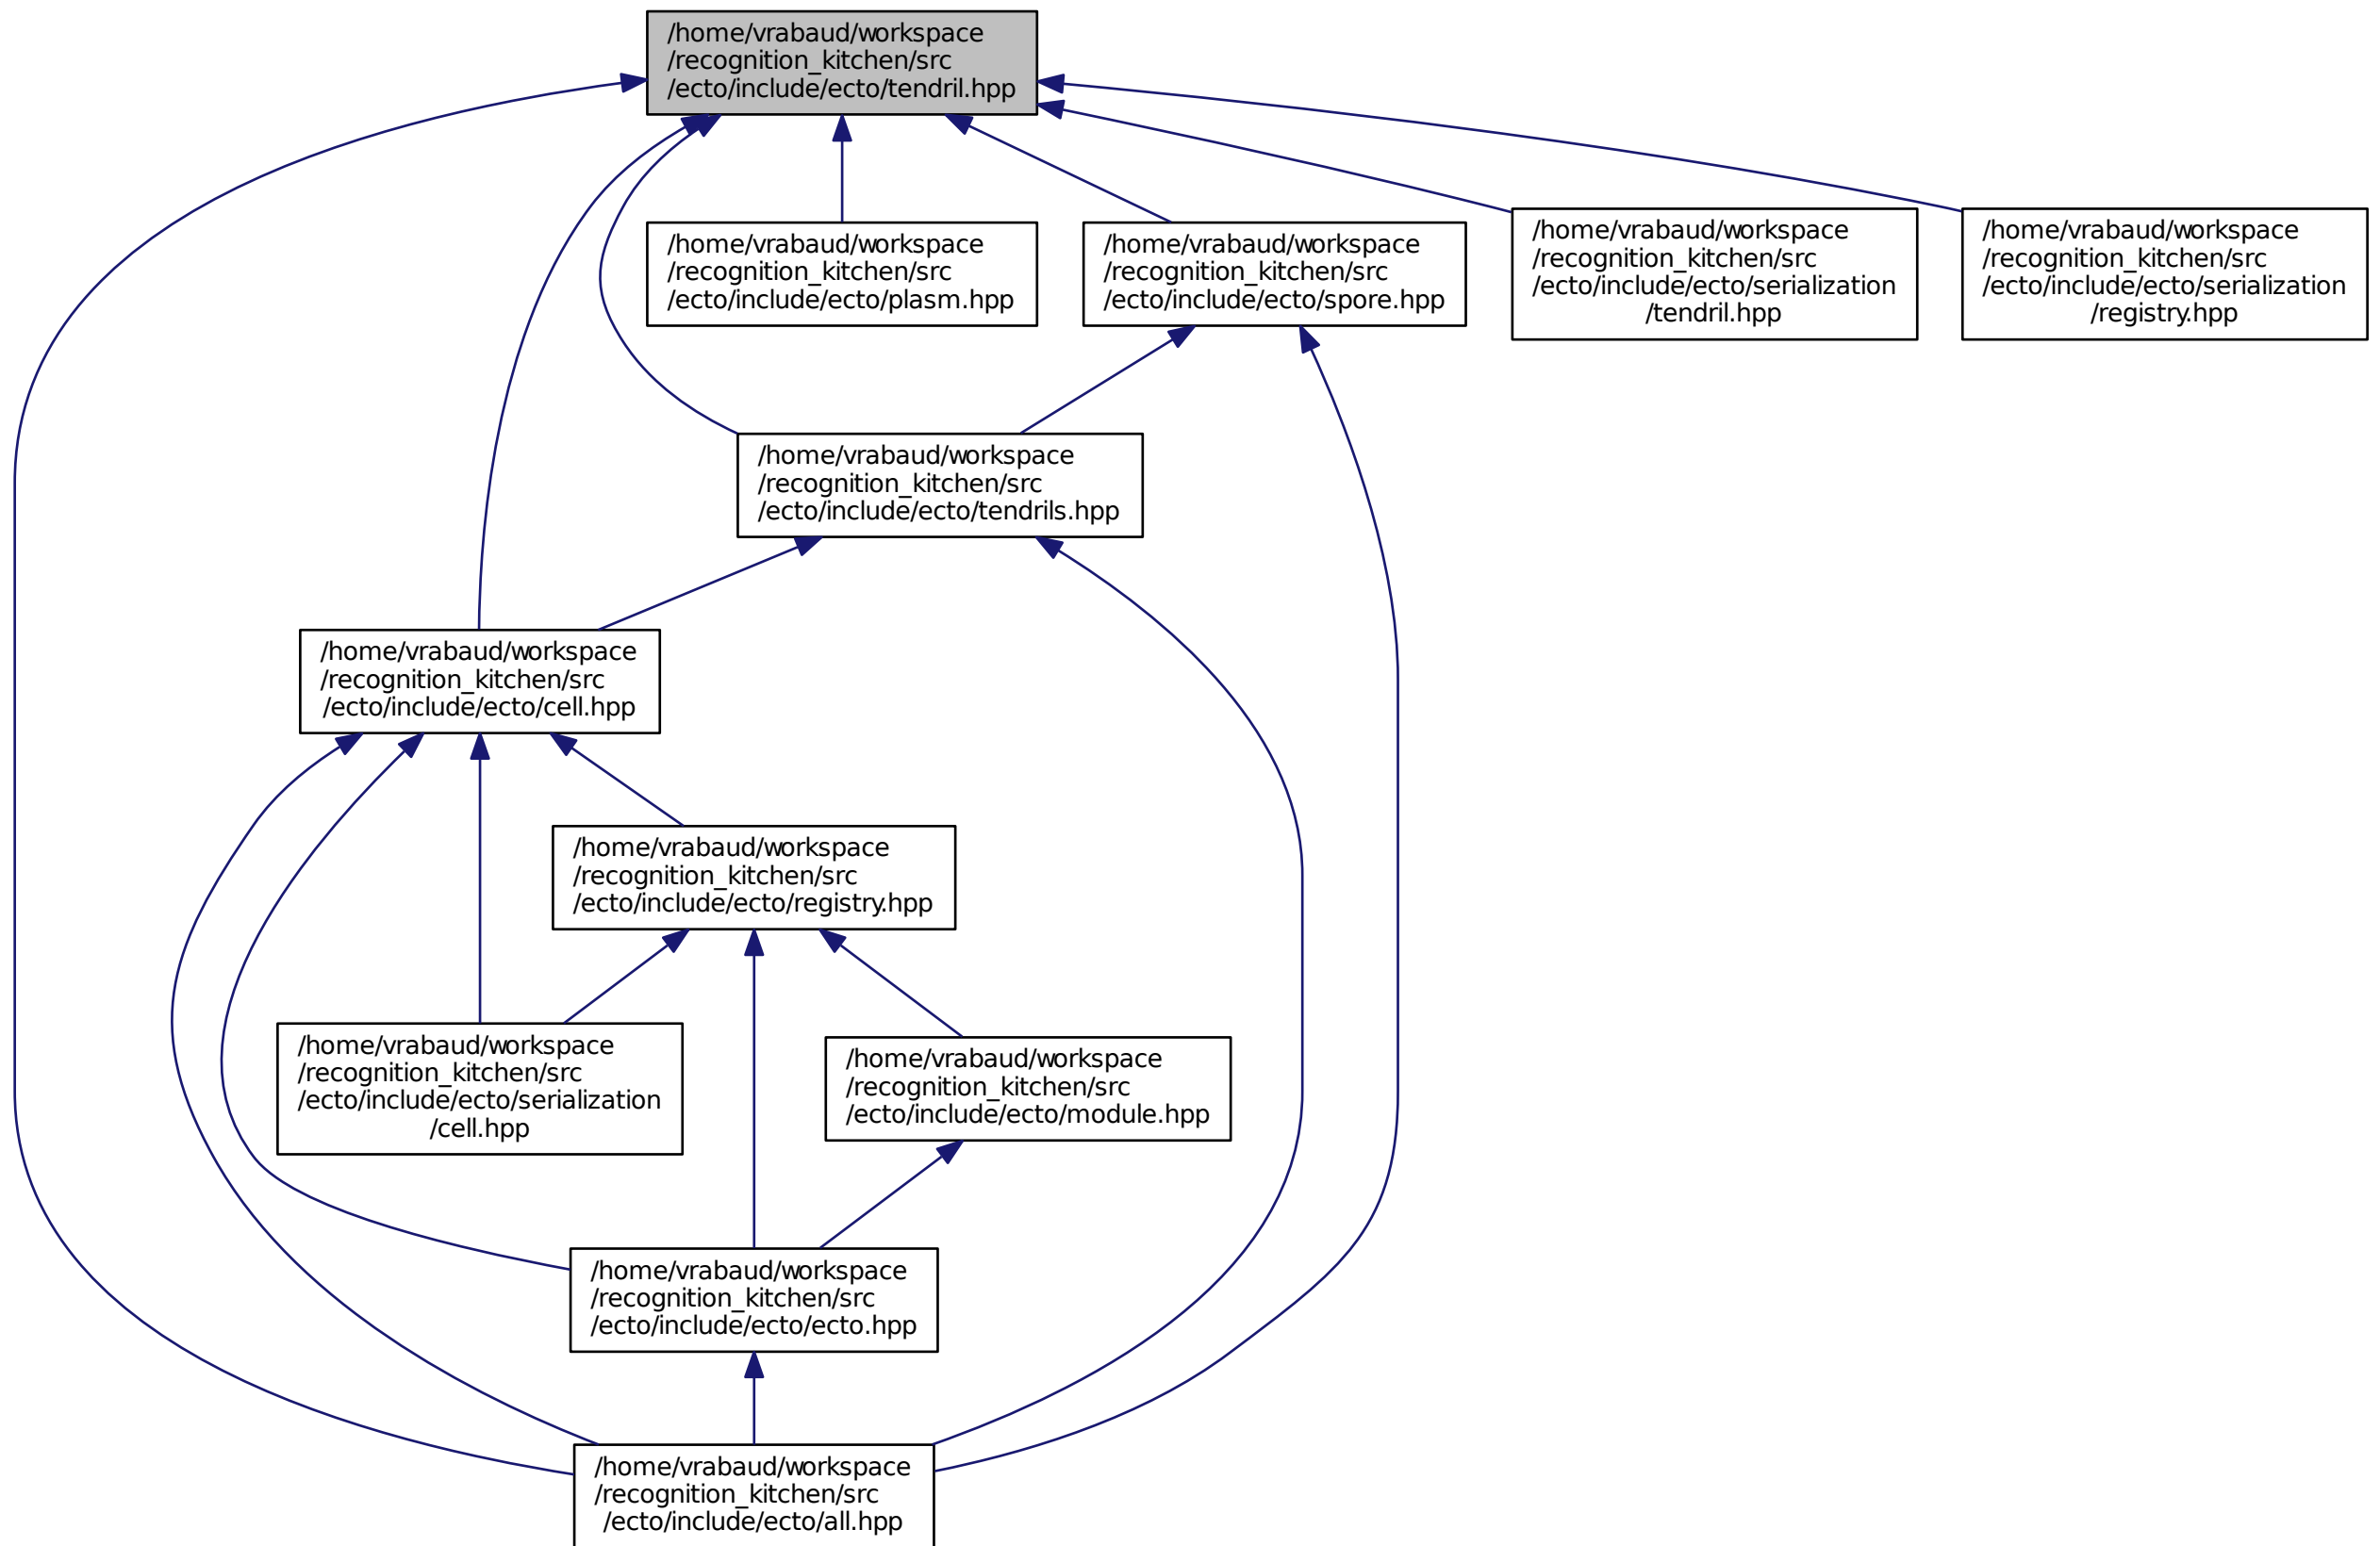 /home/vrabaud/workspace
/recognition_kitchen/src
/ecto/include/ecto/tendril.hpp
/home/vrabaud/workspace
/recognition_kitchen/src
/ecto/include/ecto/plasm.hpp
/home/vrabaud/workspace
/recognition_kitchen/src
/ecto/include/ecto/spore.hpp
/home/vrabaud/workspace
/recognition_kitchen/src
/ecto/include/ecto/serialization
/tendril.hpp
/home/vrabaud/workspace
/recognition_kitchen/src
/ecto/include/ecto/serialization
/registry.hpp
/home/vrabaud/workspace
/recognition_kitchen/src
/ecto/include/ecto/tendrils.hpp
/home/vrabaud/workspace
/recognition_kitchen/src
/ecto/include/ecto/cell.hpp
/home/vrabaud/workspace
/recognition_kitchen/src
/ecto/include/ecto/registry.hpp
/home/vrabaud/workspace
/recognition_kitchen/src
/ecto/include/ecto/serialization
/cell.hpp
/home/vrabaud/workspace
/recognition_kitchen/src
/ecto/include/ecto/module.hpp
/home/vrabaud/workspace
/recognition_kitchen/src
/ecto/include/ecto/ecto.hpp
/home/vrabaud/workspace
/recognition_kitchen/src
/ecto/include/ecto/all.hpp